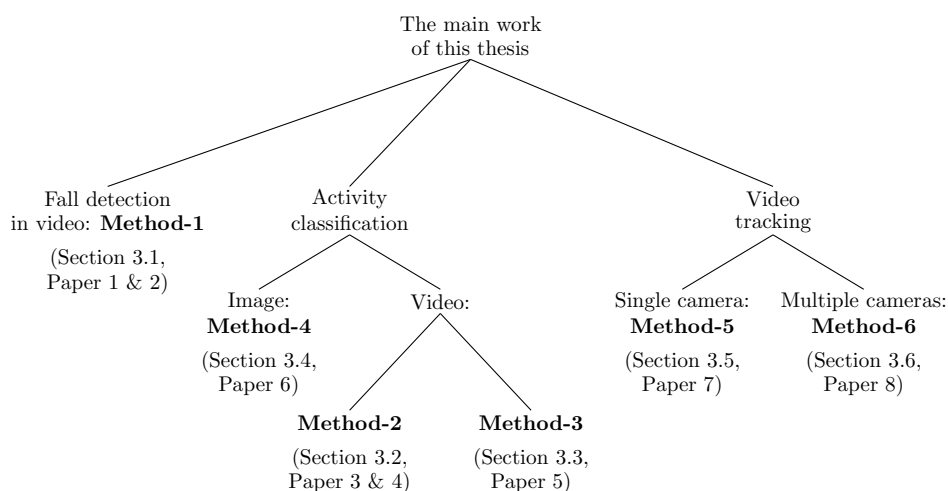 The main work
of this thesis
Fall detection
in video: Method-1
(Section 3.1,
Paper 1 & 2)
Activity
classification
Video
tracking
Image:
Method-4
(Section 3.4,
Paper 6)
Video:
Single camera:
Method-5
(Section 3.5,
Paper 7)
Multiple cameras:
Method-6
(Section 3.6,
Paper 8)
Method-2
(Section 3.2,
Paper 3 & 4)
Method-3
(Section 3.3,
Paper 5)